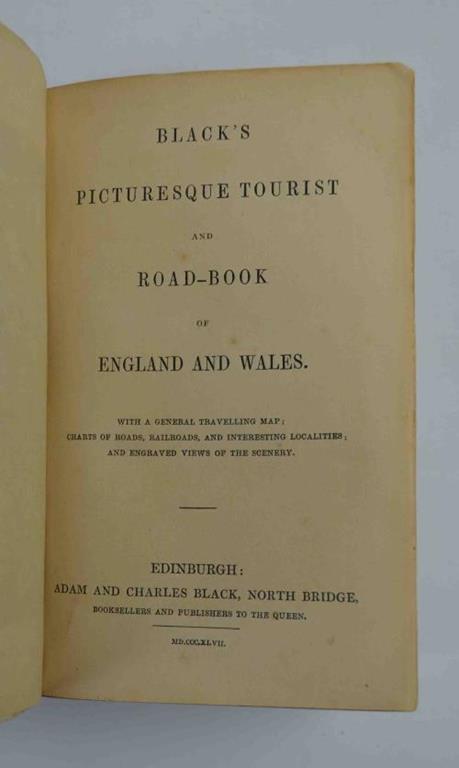 BLACK'S
PICTURESQUE TOURIST
AND
ROAD-BOOK
OF
ENGLAND AND WALES.
WITH A GENERAL TRAVELLING MAP;
CHARTS OF ROADS, RAILROADS, AND INTERESTING LOCALITIES;
AND ENGRAVED VIEWS OF THE SCENERY.
EDINBURGH:
ADAM AND CHARLES BLACK, NORTH BRIDGE,
BOOKSELLERS AND PUBLISHERS TO THE QUEEN.
MD.CCC.XLVII.